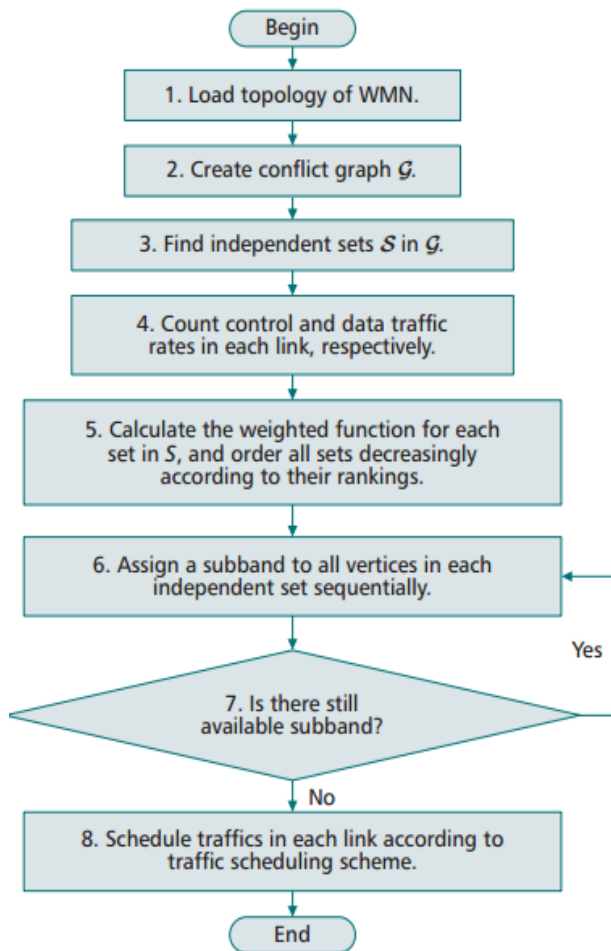 Begin
1. Load topology of WMN.
2. Create conflict graph 𝒢.
3. Find independent sets 𝒮 in 𝒢.
4. Count control and data traffic
rates in each link, respectively.
5. Calculate the weighted function for each
set in S, and order all sets decreasingly
according to their rankings.
6. Assign a subband to all vertices in each
independent set sequentially.
Yes
7. Is there still
available subband?
No
8. Schedule traffics in each link according to
traffic scheduling scheme.
End